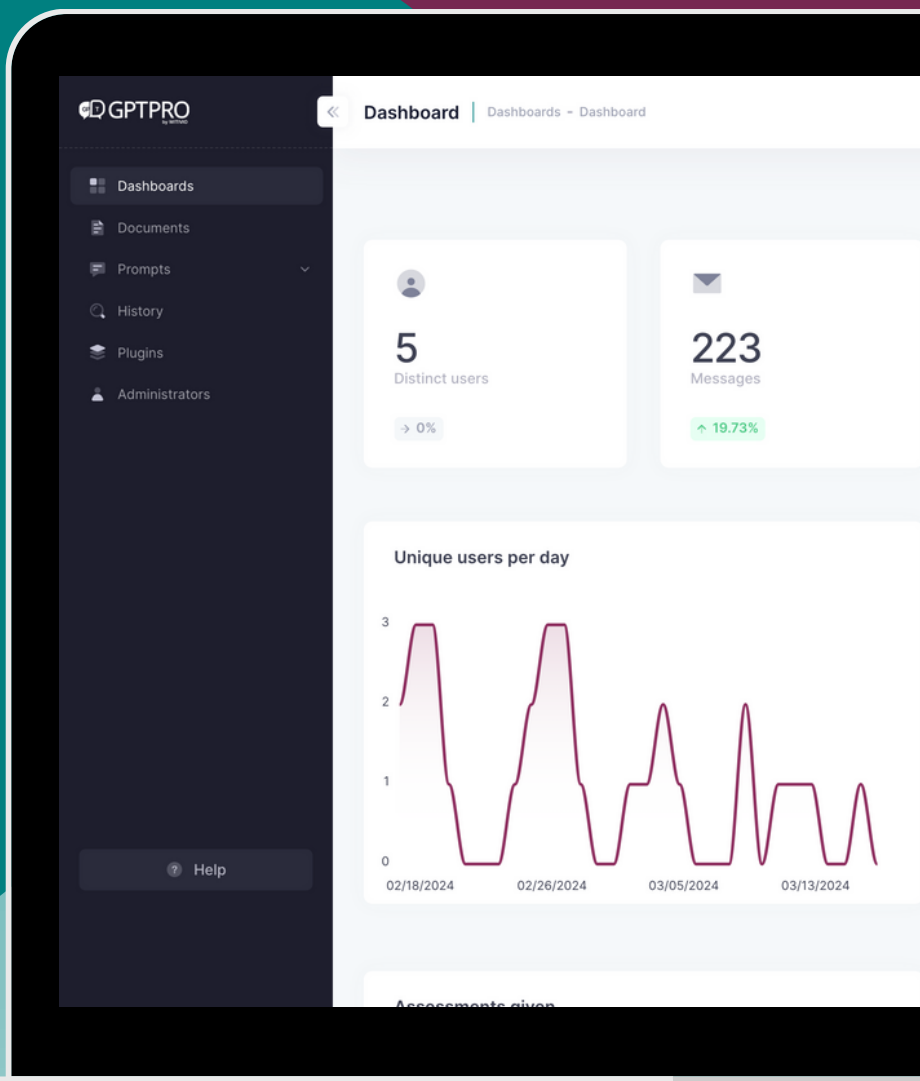 GPTPRO
Dashboards
Documents
Prompts
History
Plugins
Administrators
Help
Dashboard
Dashboards - Dashboard
5
Distinct users
0%
223
Messages
19.73%
Unique users per day
3
2
1
0
02/18/2024
02/26/2024
03/05/2024
03/13/2024
Assessments given